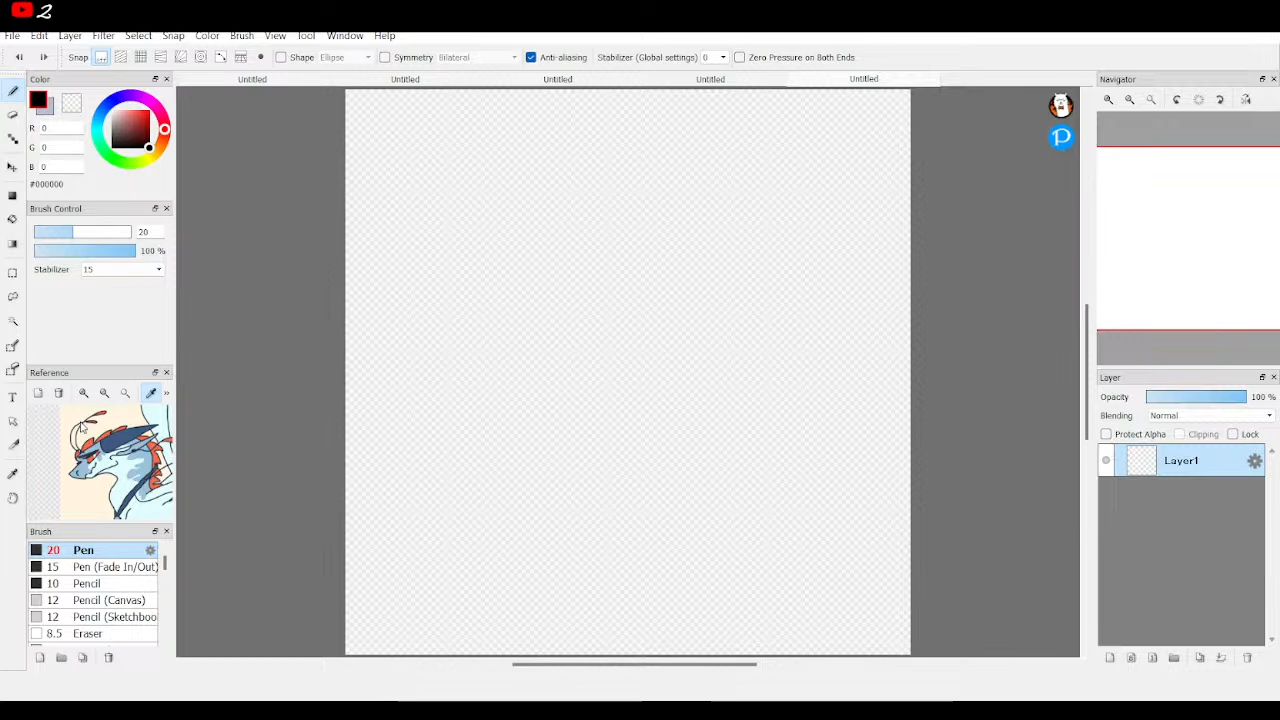 2
File Edit Layer Select Snap Color Brush View Tool Window Help
Snap Shape Ellipse Symmetry Bilateral Anti-aliasing Stabilizer (Global settings) 0 Zero Pressure on Both Ends
Color Untitled Untitled Untitled Untitled Untitled Navigator
R 0
G 0
B 0
#000000
Brush Control
20
100 %
Stabilizer 15
Reference
Layer
Opacity 100 %
Blending Normal
Protect Alpha Clipping Lock
Layer1
Brush
20 Pen
15 Pen (Fade In/Out)
10 Pencil
12 Pencil (Canvas)
12 Pencil (Sketchboo
8.5 Eraser
P